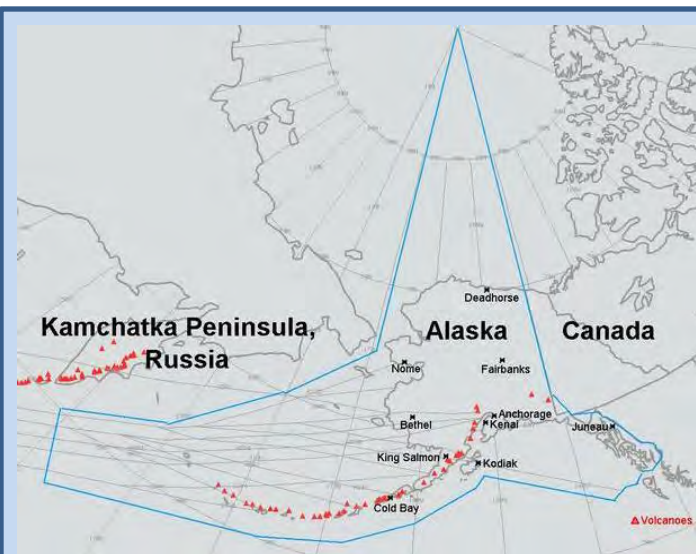 Deadhorse
Kamchatka Peninsula,
Russia
Alaska
Canada
Nome
Fairbanks
Anchorage
Kenai
Bethel
Juneau
King Salmon
Kodiak
Cold Bay
Volcanoes